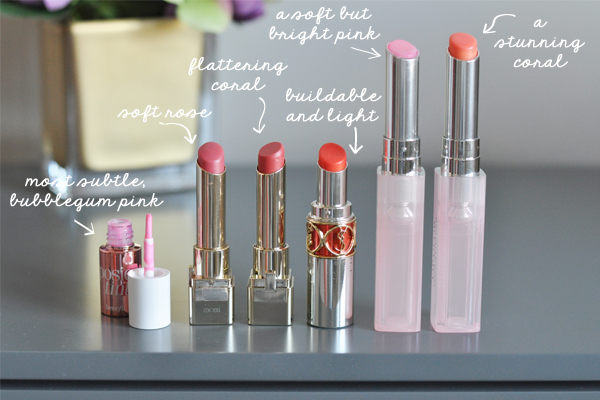 a soft but
bright pink
a
stunning
coral
flattering
coral
buildable
and light
soft rose
most subtle,
bubblegum pink